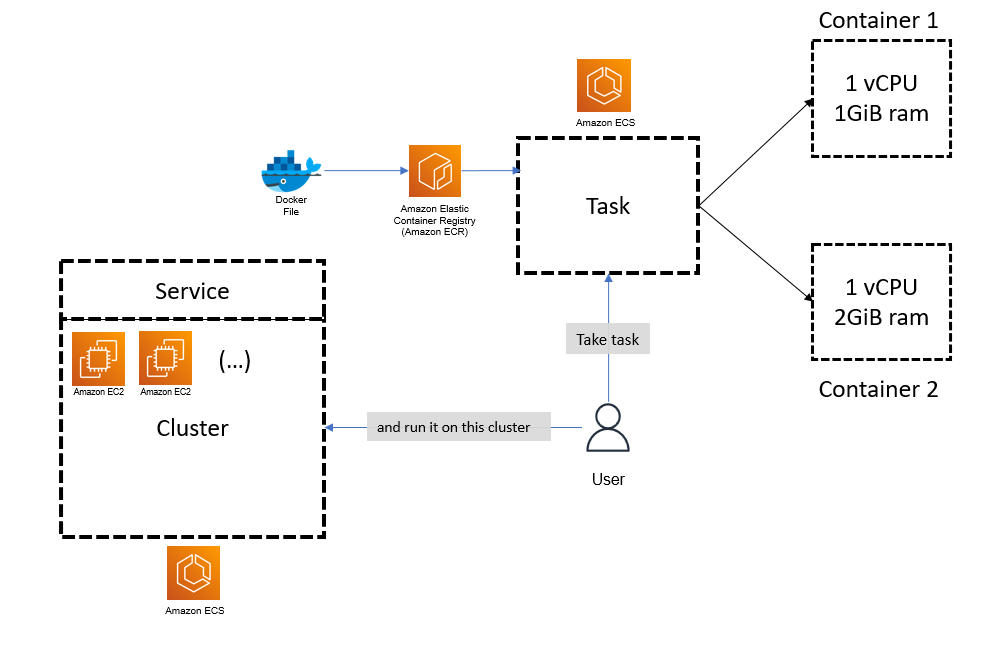 Container 1
1 vCPU
1GiB ram
Amazon ECS
Docker
File
Amazon Elastic
Container Registry
(Amazon ECR)
Task
Service
Amazon EC2
Amazon EC2
(...)
Cluster
1 vCPU
2GiB ram
Container 2
Take task
and run it on this cluster
User
Amazon ECS